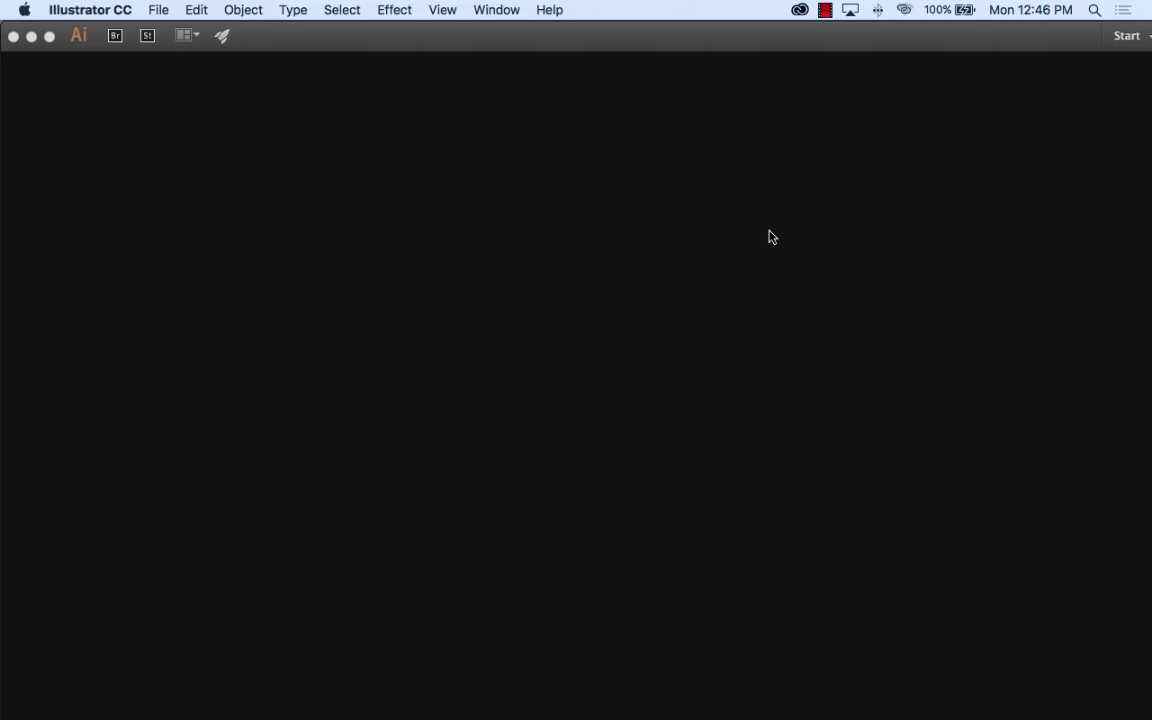 Illustrator CC File Edit Object Type Select Effect View Window Help 100% Mon 12:46 PM
Ai Br St Start